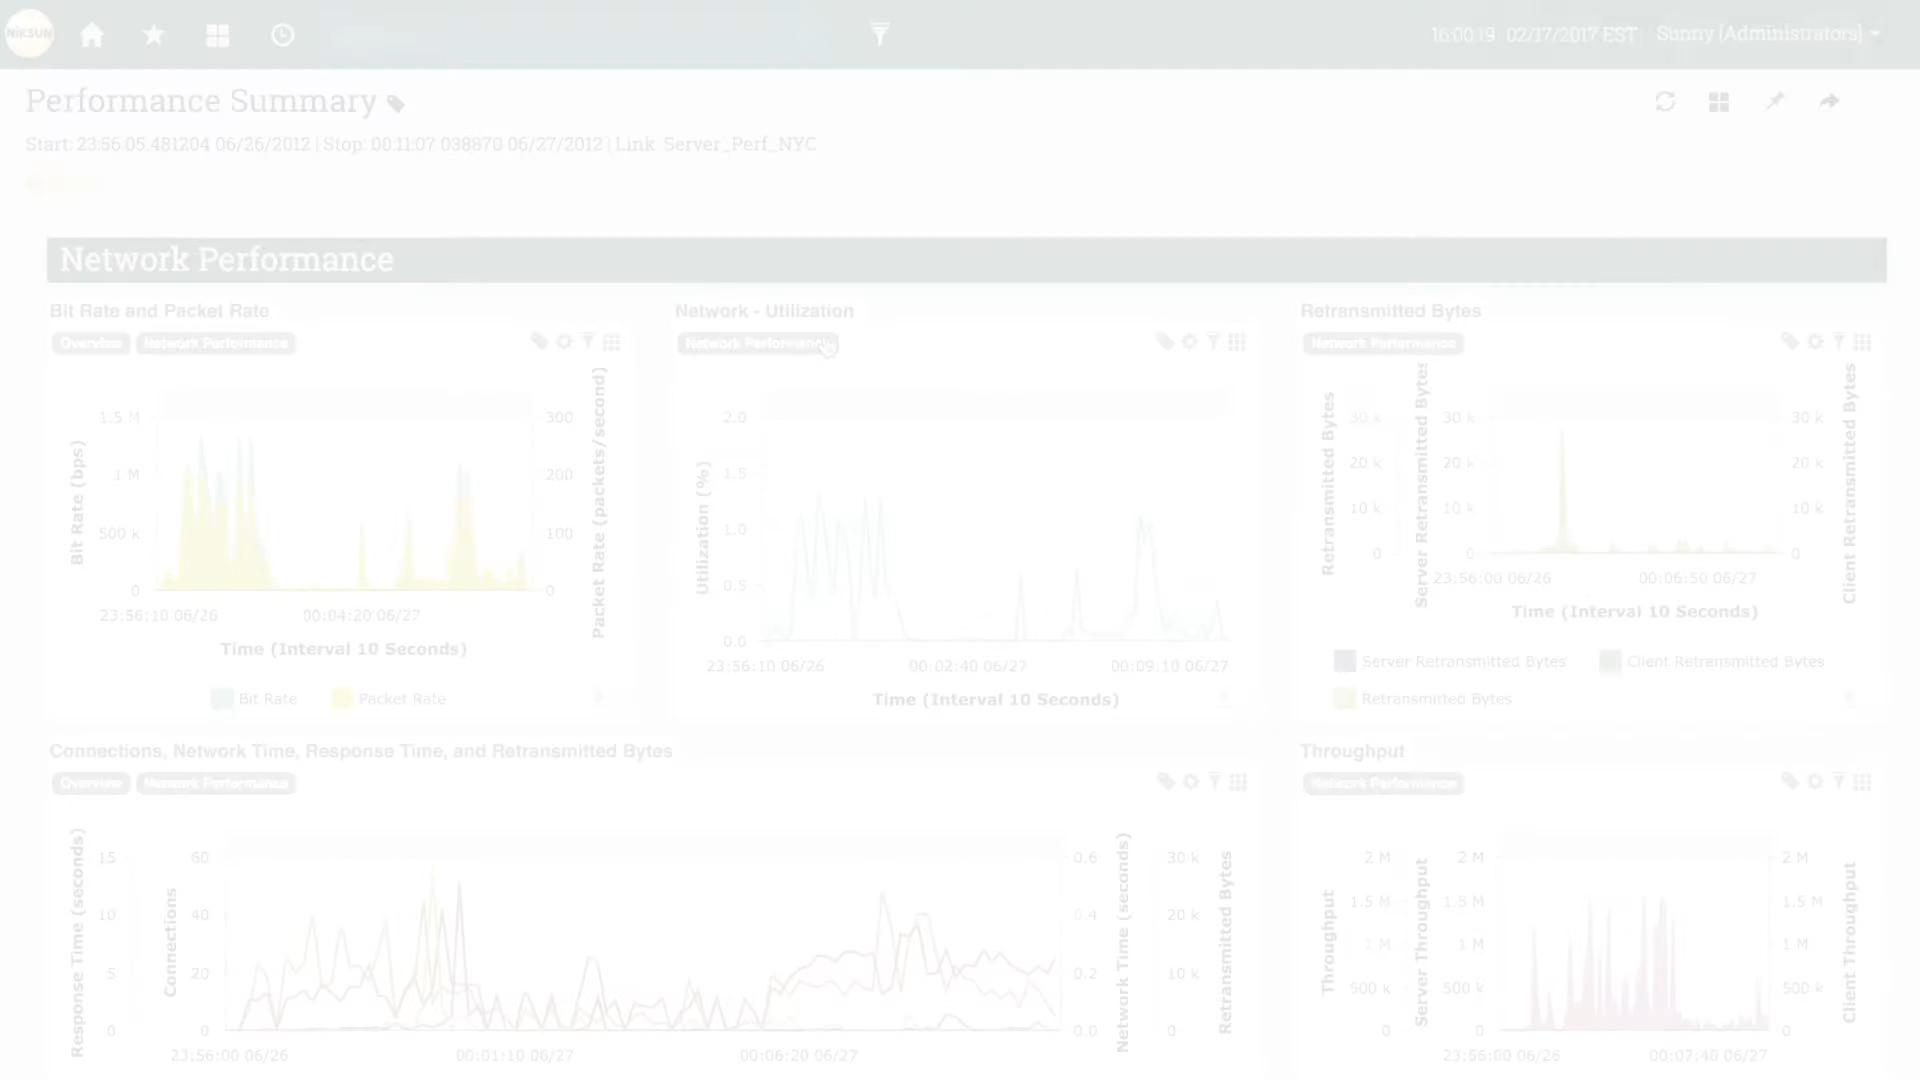 NIKSUN
16:00:19 02/17/2017 EST Sunny [Administrators]
Performance Summary
Start: 23:56:05.481204 06/26/2012 | Stop: 00:11:07 038870 06/27/2012 | Link Server_Perf_NYC
Network Performance
Bit Rate and Packet Rate
Overview Network Performance
Bit Rate (bps)
1.5 M
1 M
500 k
0
300
200
100
0
Packet Rate (packets/second)
23:56:10 06/26 00:04:20 06/27
Time (Interval 10 Seconds)
Bit Rate Packet Rate
Network - Utilization
Network Performance
Utilization (%)
2.0
1.5
1.0
0.5
0.0
23:56:10 06/26 00:02:40 06/27 00:09:10 06/27
Time (Interval 10 Seconds)
Retransmitted Bytes
Network Performance
Retransmitted Bytes
30 k
20 k
10 k
0
Server Retransmitted Bytes
30 k
20 k
10 k
0
30 k
20 k
10 k
0
Client Retransmitted Bytes
23:56:00 06/26 00:06:50 06/27
Time (Interval 10 Seconds)
Server Retransmitted Bytes Client Retransmitted Bytes
Retransmitted Bytes
Connections, Network Time, Response Time, and Retransmitted Bytes
Overview Network Performance
Response Time (seconds)
15
10
5
0
Connections
60
40
20
0
0.6
0.4
0.2
0.0
Network Time (seconds)
30 k
20 k
10 k
0
Retransmitted Bytes
23:56:00 06/26 00:01:10 06/27 00:06:20 06/27
Throughput
Network Performance
Throughput
2 M
1.5 M
1 M
500 k
0
Server Throughput
2 M
1.5 M
1 M
500 k
0
2 M
1.5 M
1 M
500 k
0
Client Throughput
23:56:00 06/26 00:07:40 06/27